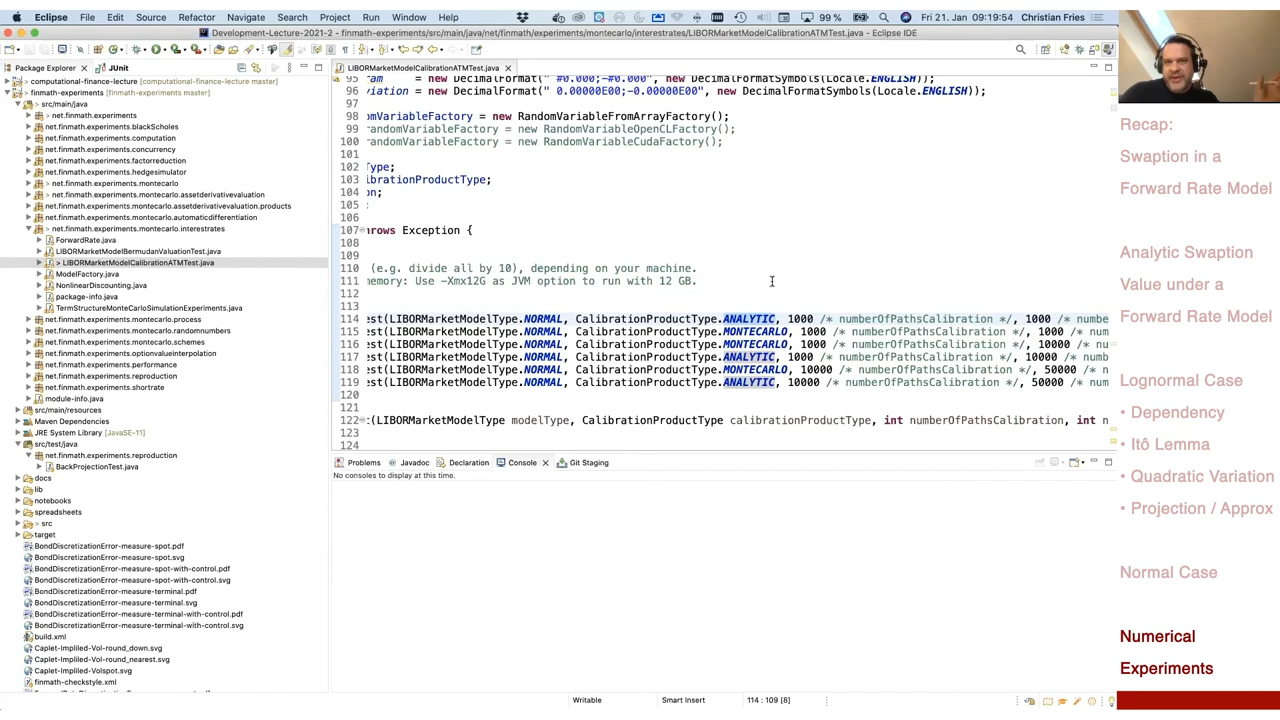 Eclipse File Edit Source Refactor Navigate Search Project Run Window Help 99 % Fri 21. Jan. 09:19:54 Christian Fries
Development-Lecture-2021-2 - finmath-experiments/src/main/java/net/finmath/experiments/montecarlo/interestrates/LIBORMarketModelCalibrationATMTest.java - Eclipse IDE
Package Explorer JUnit
> computational-finance-lecture (computational-finance-lecture master)
> finmath-experiments (finmath-experiments master)
> src/main/java
> net.finmath.experiments
> net.finmath.experiments.blackScholes
> net.finmath.experiments.computation
net.finmath.experiments.concurrency
> net.finmath.experiments.factorreduction
> net.finmath.experiments.hedgesimulator
> net.finmath.experiments.montecarlo
> net.finmath.experiments.montecarlo.assetderivativevaluation
> net.finmath.experiments.montecarlo.assetderivativevaluation.products
> net.finmath.experiments.montecarlo.automaticdifferentiation
> net.finmath.experiments.montecarlo.interestrates
ForwardRate.java
LIBORMarketModelBermudanValuationTest.java
> LIBORMarketModelCalibrationATMTest.java
ModelFactory.java
NonlinearDiscounting.java
package-info.java
TermStructureMonteCarloSimulationExperiments.java
> net.finmath.experiments.montecarlo.process
> net.finmath.experiments.montecarlo.randomnumbers
> net.finmath.experiments.montecarlo.schemes
> net.finmath.experiments.optionvalueinterpolation
> net.finmath.experiments.performance
> net.finmath.experiments.reproduction
> net.finmath.experiments.shortrate
> module-info.java
> src/main/resources
Maven Dependencies
JRE System Library [JavaSE-11]
src/test/java
net.finmath.experiments.reproduction
BackProjectionTest.java
docs
lib
notebooks
spreadsheets
> src
target
BondDiscretizationError-measure-spot.pdf
BondDiscretizationError-measure-spot.svg
BondDiscretizationError-measure-spot-with-control.pdf
BondDiscretizationError-measure-spot-with-control.svg
BondDiscretizationError-measure-terminal.pdf
BondDiscretizationError-measure-terminal.svg
BondDiscretizationError-measure-terminal-with-control.pdf
BondDiscretizationError-measure-terminal-with-control.svg
build.xml
Caplet-Impliled-Vol-round_down.svg
Caplet-Impliled-Vol-round_nearest.svg
Caplet-Impliled-Volspot.svg
finmath-checkstyle.xml
LIBORMarketModelCalibrationATMTest.java
95 am = new DecimalFormat(" #0.000;-#0.000", new DecimalFormatSymbols(Locale.ENGLISH));
96 viation = new DecimalFormat(" 0.00000E00;-0.00000E00", new DecimalFormatSymbols(Locale.ENGLISH));
97
98 omVariableFactory = new RandomVariableFromArrayFactory();
99 randomVariableFactory = new RandomVariableOpenCLFactory();
100 randomVariableFactory = new RandomVariableCudaFactory();
101
102 Type;
103 ibrationProductType;
104 on;
105 ;
106
107 hrows Exception {
108
109
110 (e.g. divide all by 10), depending on your machine.
111 memory: Use -Xmx12G as JVM option to run with 12 GB.
112
113
114 est(LIBORMarketModelType.NORMAL, CalibrationProductType.ANALYTIC, 1000 /* numberOfPathsCalibration */, 1000 /* numbe
115 est(LIBORMarketModelType.NORMAL, CalibrationProductType.MONTECARLO, 1000 /* numberOfPathsCalibration */, 1000 /* num
116 est(LIBORMarketModelType.NORMAL, CalibrationProductType.MONTECARLO, 1000 /* numberOfPathsCalibration */, 10000 /* nu
117 est(LIBORMarketModelType.NORMAL, CalibrationProductType.ANALYTIC, 1000 /* numberOfPathsCalibration */, 10000 /* numb
118 est(LIBORMarketModelType.NORMAL, CalibrationProductType.MONTECARLO, 10000 /* numberOfPathsCalibration */, 50000 /* n
119 est(LIBORMarketModelType.NORMAL, CalibrationProductType.ANALYTIC, 10000 /* numberOfPathsCalibration */, 50000 /* num
120
121
122 t(LIBORMarketModelType modelType, CalibrationProductType calibrationProductType, int numberOfPathsCalibration, int n
123
124
Problems Javadoc Declaration Console Git Staging
No consoles to display at this time.
Writable Smart Insert 114 : 109 [8]
Recap:
Swaption in a
Forward Rate Model
Analytic Swaption
Value under a
Forward Rate Model
Lognormal Case
• Dependency
• Itô Lemma
• Quadratic Variation
• Projection / Approx
Normal Case
Numerical
Experiments